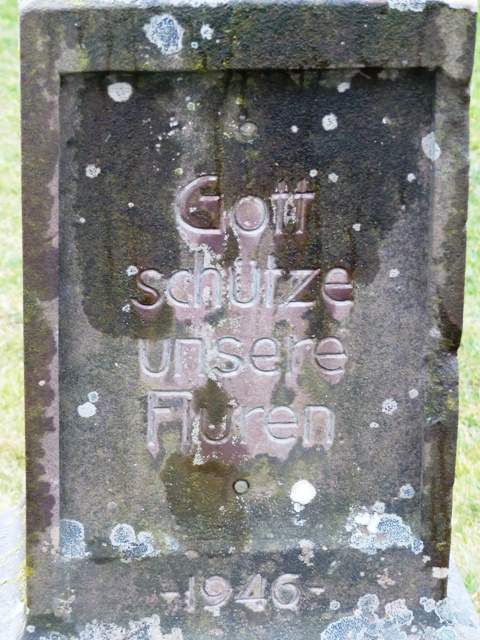 Gott
schütze
unsere
Fluren
-1946-